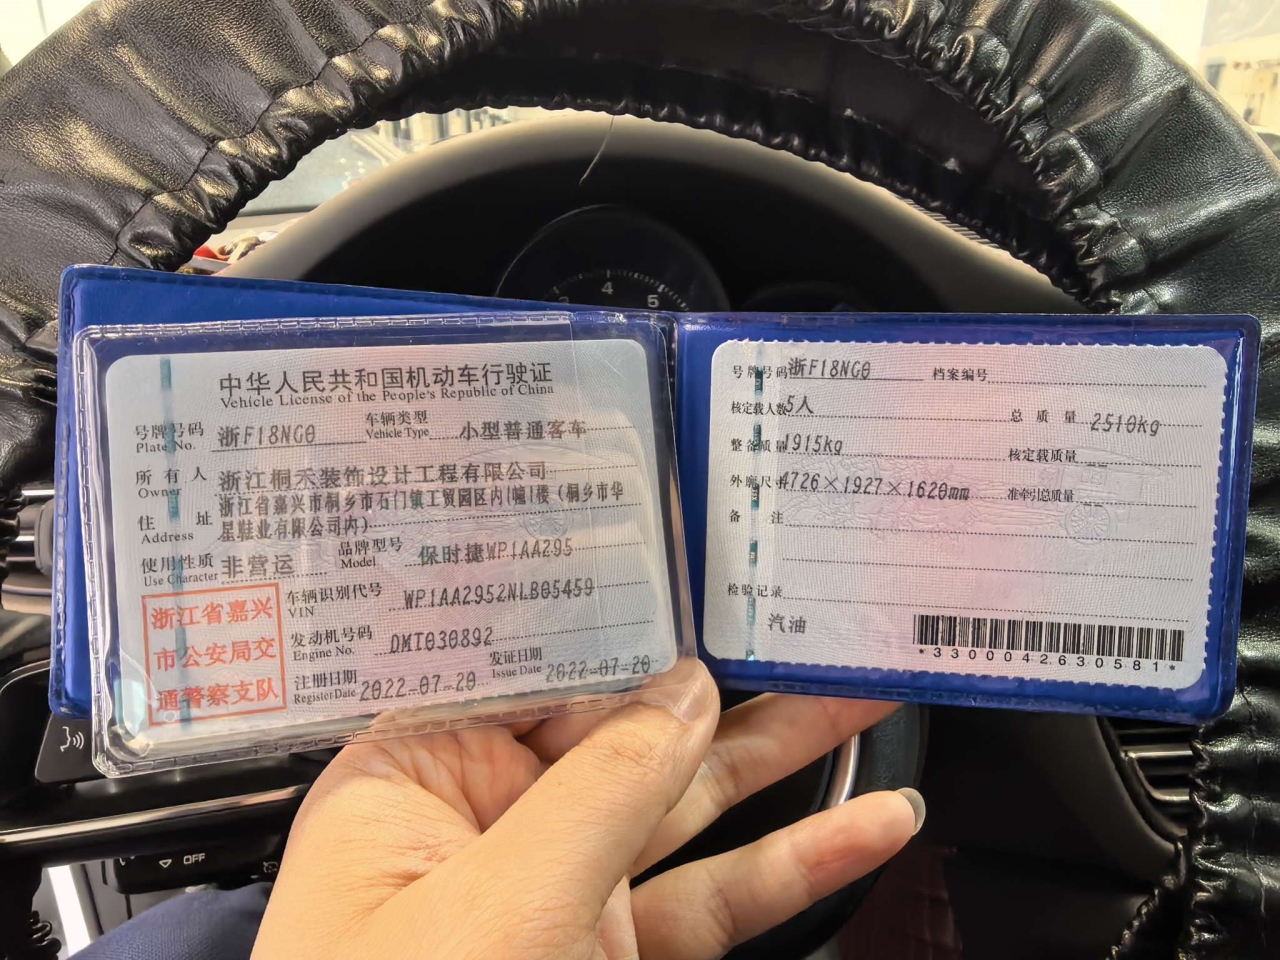 中华人民共和国机动车行驶证
Vehicle License of the People's Republic of China
号牌号码 浙F18NG0 车辆类型 小型普通客车
Plate No. Vehicle Type
所有人 浙江桐禾装饰设计工程有限公司
Owner
住址 浙江省嘉兴市桐乡市石门镇工贸园区内1幢1楼(桐乡市华
Address 星鞋业有限公司内)
使用性质 非营运 品牌型号 保时捷WP1AA295
Use Character Model
浙江省嘉兴
市公安局交
通警察支队
车辆识别代号 WP1AA2952NLB05459
VIN
发动机号码 DMT030892
Engine No.
注册日期 2022-07-20 发证日期 2022-07-20
Register Date Issue Date
号牌号码 浙F18NG0 档案编号
核定载人数 5人 总质量 2510kg
整备质量 1915kg 核定载质量 --
外廓尺寸 4726×1927×1620mm 准牵引总质量 --
备注
检验记录
汽油
*3300042630581*
3 4 5
OFF